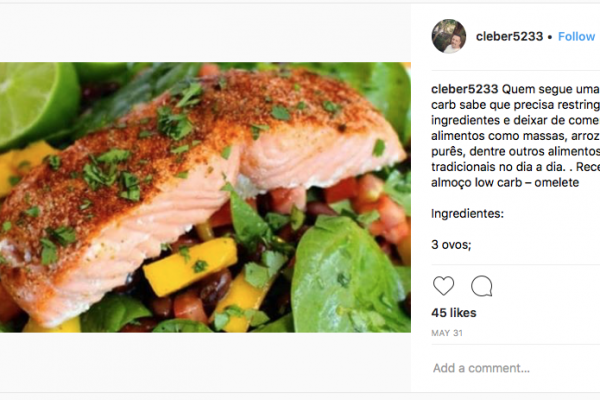 cleber5233 • Follow
cleber5233 Quem segue uma
carb sabe que precisa restring
ingredientes e deixar de come
alimentos como massas, arroz
purês, dentre outros alimentos
tradicionais no dia a dia. . Rece
almoço low carb – omelete
Ingredientes:
3 ovos;
45 likes
MAY 31
Add a comment...